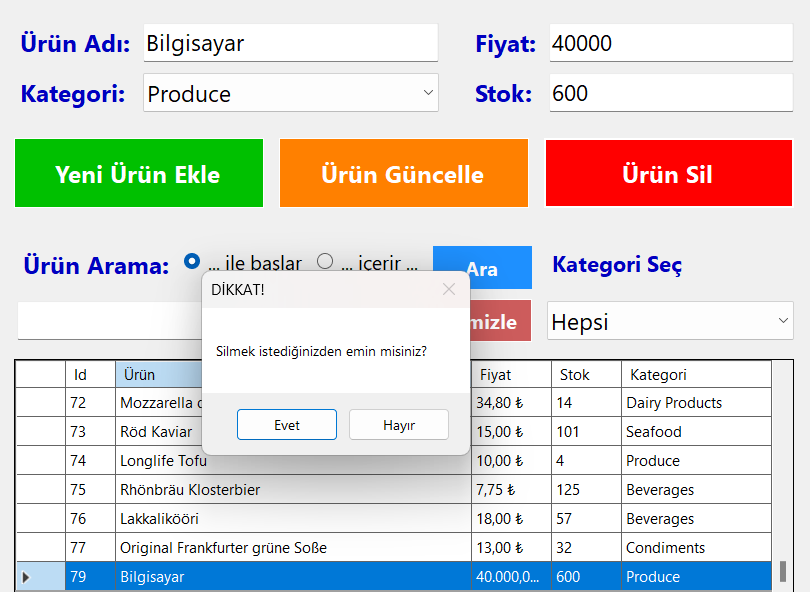 Ürün Adı: Bilgisayar Fiyat: 40000
Kategori: Produce Stok: 600
Yeni Ürün Ekle Ürün Güncelle Ürün Sil
Ürün Arama: ... ile başlar ... içerir ... Ara Kategori Seç
Hepsi
DİKKAT!
Silmek istediğinizden emin misiniz?
Evet Hayır
Id Ürün Fiyat Stok Kategori
72 Mozzarella 34,80 ₺ 14 Dairy Products
73 Röd Kaviar 15,00 ₺ 101 Seafood
74 Longlife Tofu 10,00 ₺ 4 Produce
75 Rhönbräu Klosterbier 7,75 ₺ 125 Beverages
76 Lakkalikööri 18,00 ₺ 57 Beverages
77 Original Frankfurter grüne Soße 13,00 ₺ 32 Condiments
79 Bilgisayar 40.000,0... 600 Produce